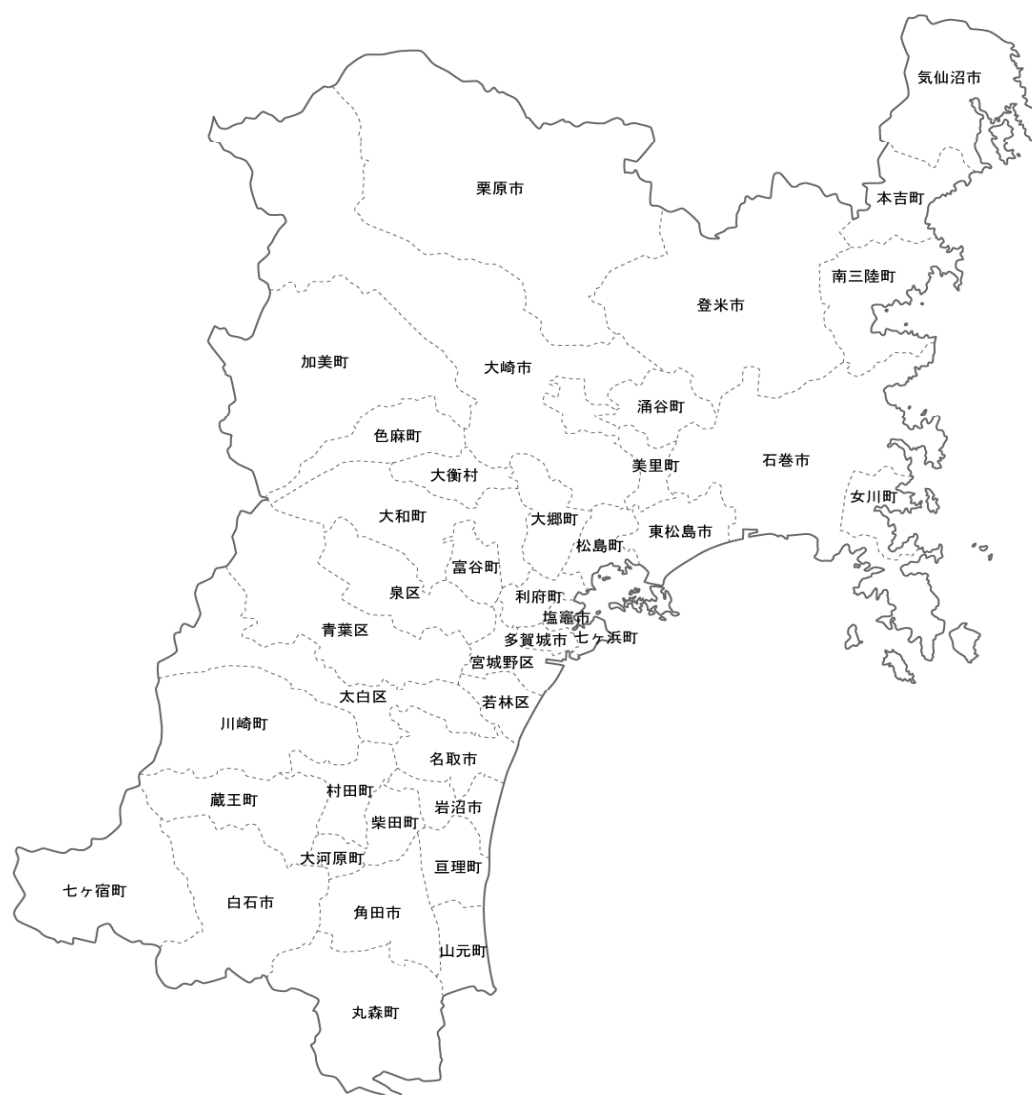 気仙沼市
栗原市
本吉町
南三陸町
登米市
加美町
大崎市
涌谷町
色麻町
美里町
石巻市
大衡村
女川町
大和町
大郷町
東松島市
松島町
富谷町
泉区
利府町
塩竈市
青葉区
多賀城市
七ヶ浜町
宮城野区
太白区
若林区
川崎町
名取市
村田町
蔵王町
岩沼市
柴田町
大河原町
亘理町
七ヶ宿町
白石市
角田市
山元町
丸森町